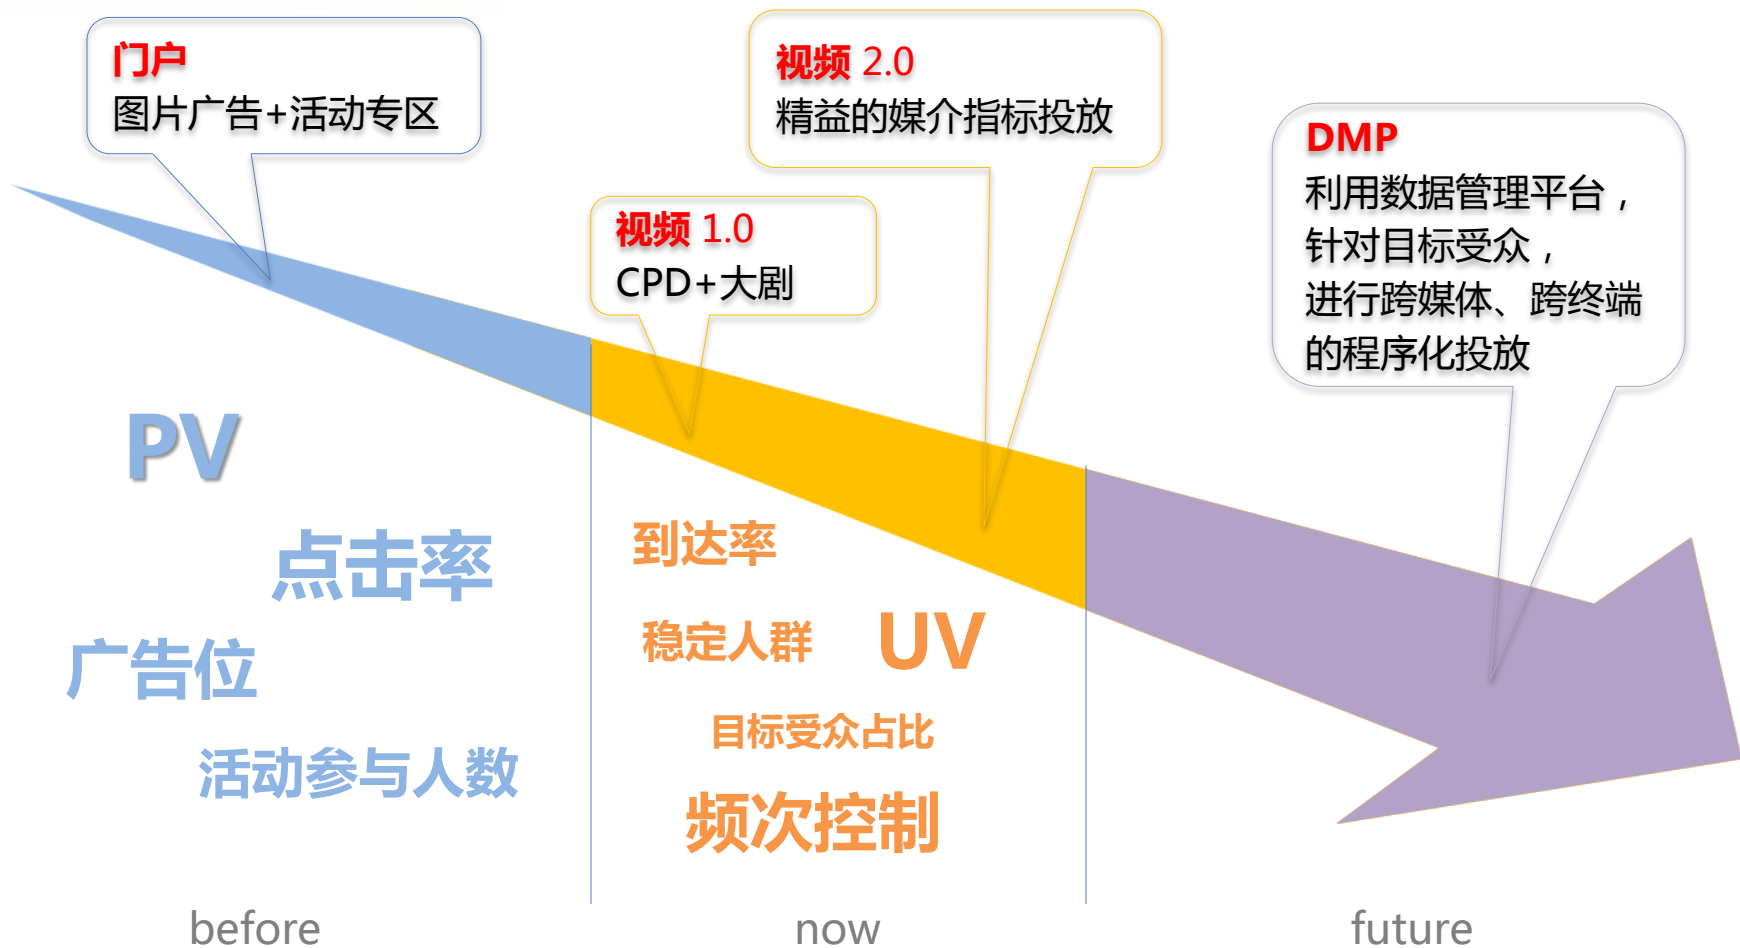 门户
图片广告+活动专区
视频 2.0
精益的媒介指标投放
视频 1.0
CPD+大剧
DMP
利用数据管理平台，
针对目标受众，
进行跨媒体、跨终端
的程序化投放
PV
点击率
广告位
活动参与人数
到达率
稳定人群
UV
目标受众占比
频次控制
before
now
future